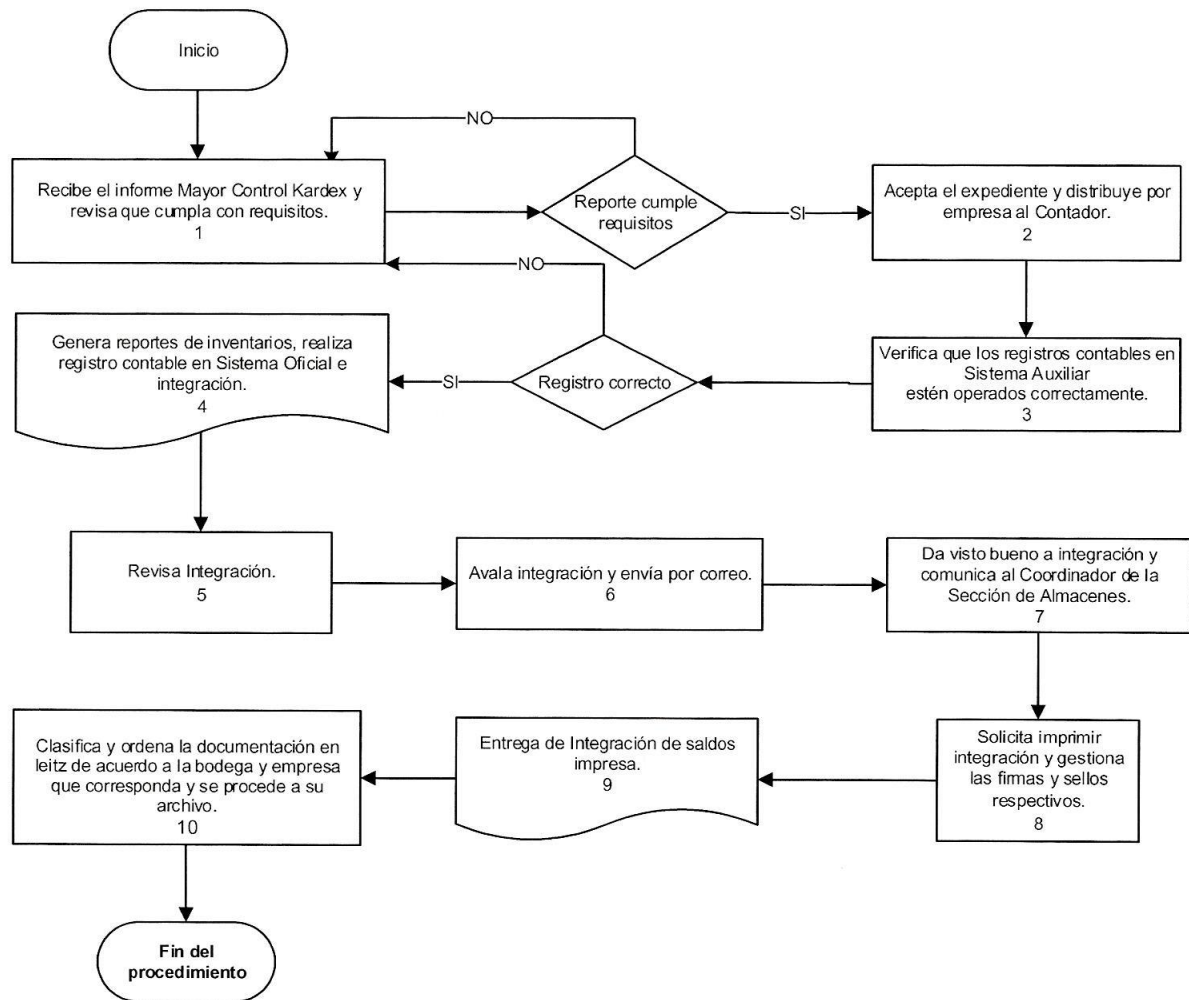 Inicio
NO
Recibe el informe Mayor Control Kardex y
revisa que cumpla con requisitos.
1
Reporte cumple
requisitos
SI
Acepta el expediente y distribuye por
empresa al Contador.
2
NO
Genera reportes de inventarios, realiza
registro contable en Sistema Oficial e
integración.
4
SI
Registro correcto
Verifica que los registros contables en
Sistema Auxiliar
estén operados correctamente.
3
Revisa Integración.
5
Avala integración y envía por correo.
6
Da visto bueno a integración y
comunica al Coordinador de la
Sección de Almacenes.
7
Clasifica y ordena la documentación en
leitz de acuerdo a la bodega y empresa
que corresponda y se procede a su
archivo.
10
Entrega de Integración de saldos
impresa.
9
Solicita imprimir
integración y gestiona
las firmas y sellos
respectivos.
8
Fin del
procedimiento